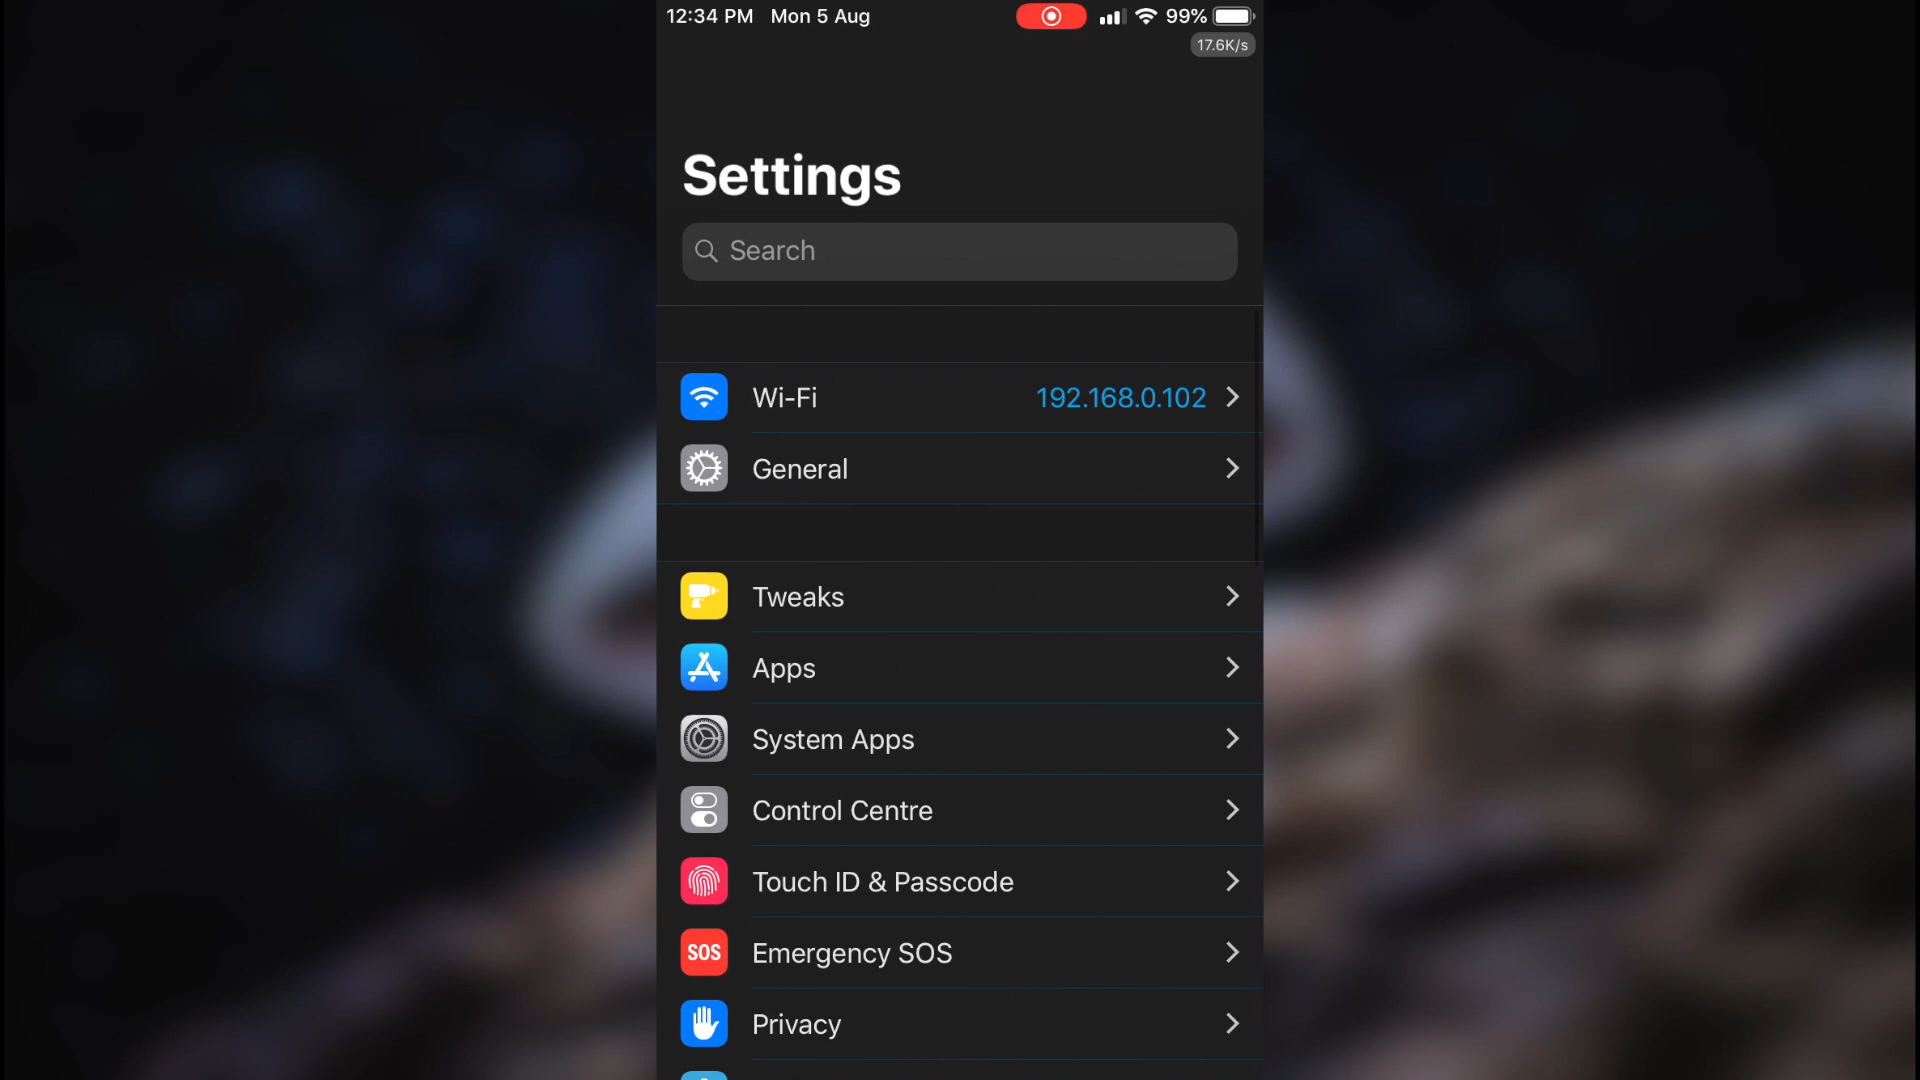 12:34 PM Mon 5 Aug 99%
17.6K/s
Settings
Search
Wi-Fi 192.168.0.102
General
Tweaks
Apps
System Apps
Control Centre
Touch ID & Passcode
SOS Emergency SOS
Privacy